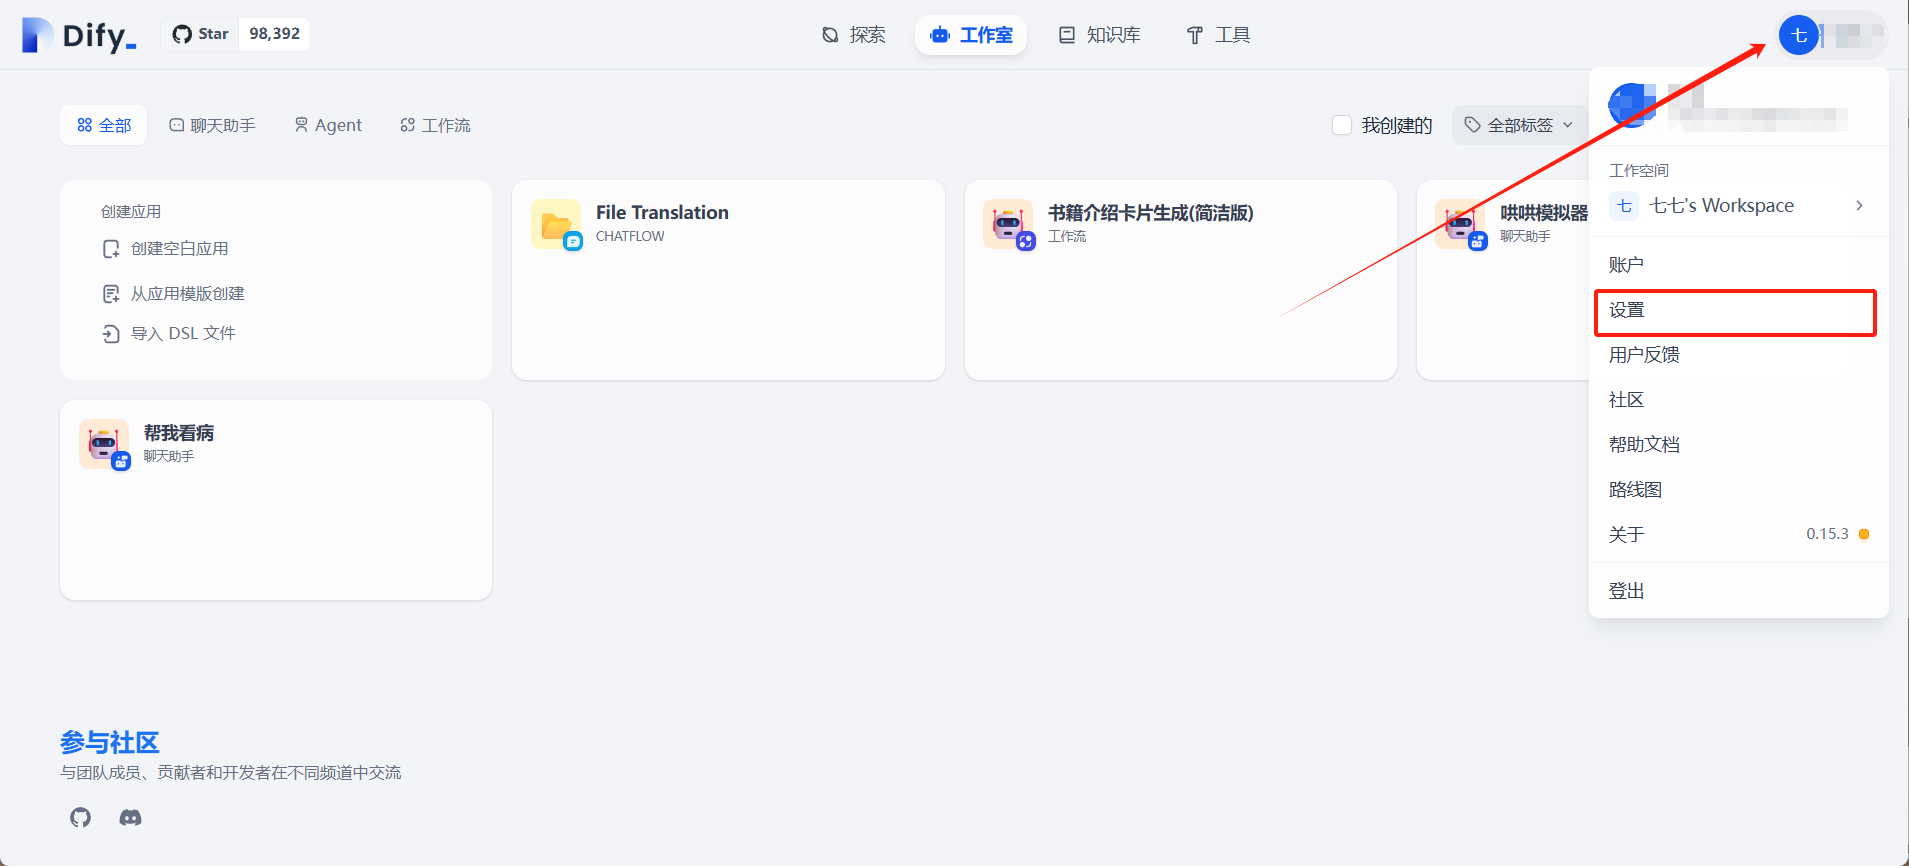 Dify_
Star 98,392
探索 工作室 知识库 工具
七
全部 聊天助手 Agent 工作流
我创建的 全部标签
创建应用
创建空白应用
从应用模版创建
导入 DSL 文件
File Translation
CHATFLOW
书籍介绍卡片生成(简洁版)
工作流
哄哄模拟器
聊天助手
帮我看病
聊天助手
工作空间
七 七七's Workspace
账户
设置
用户反馈
社区
帮助文档
路线图
关于 0.15.3
登出
参与社区
与团队成员、贡献者和开发者在不同频道中交流